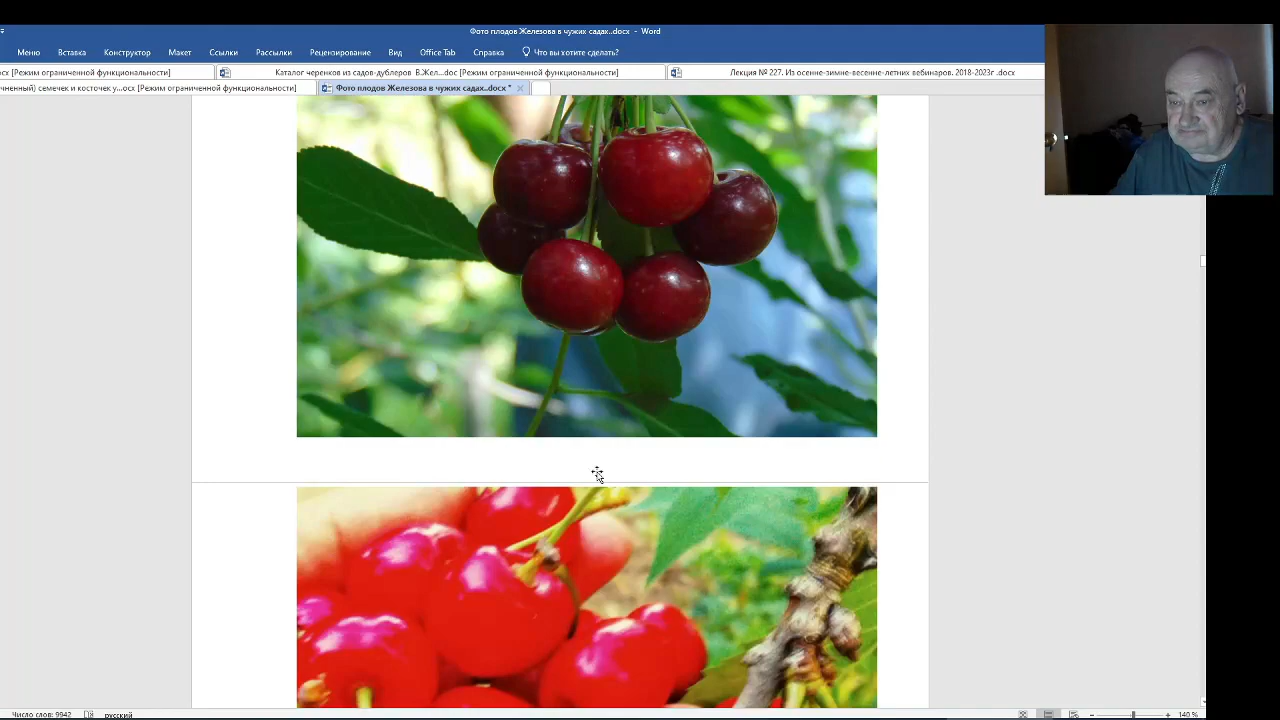 Фото плодов Железова в чужих садах..docx - Word
Меню Вставка Конструктор Макет Ссылки Рассылки Рецензирование Вид Office Tab Справка Что вы хотите сделать?
ocx [Режим ограниченной функциональности] Каталог черенков из садов-дублеров В.Жел...doc [Режим ограниченной функциональности] Лекция № 227. Из осенне-зимне-весенне-летних вебинаров. 2018-2023г .docx
ченный) семечек и косточек у...ocx [Режим ограниченной функциональности] Фото плодов Железова в чужих садах..docx *
Число слов: 9942 русский 140 %